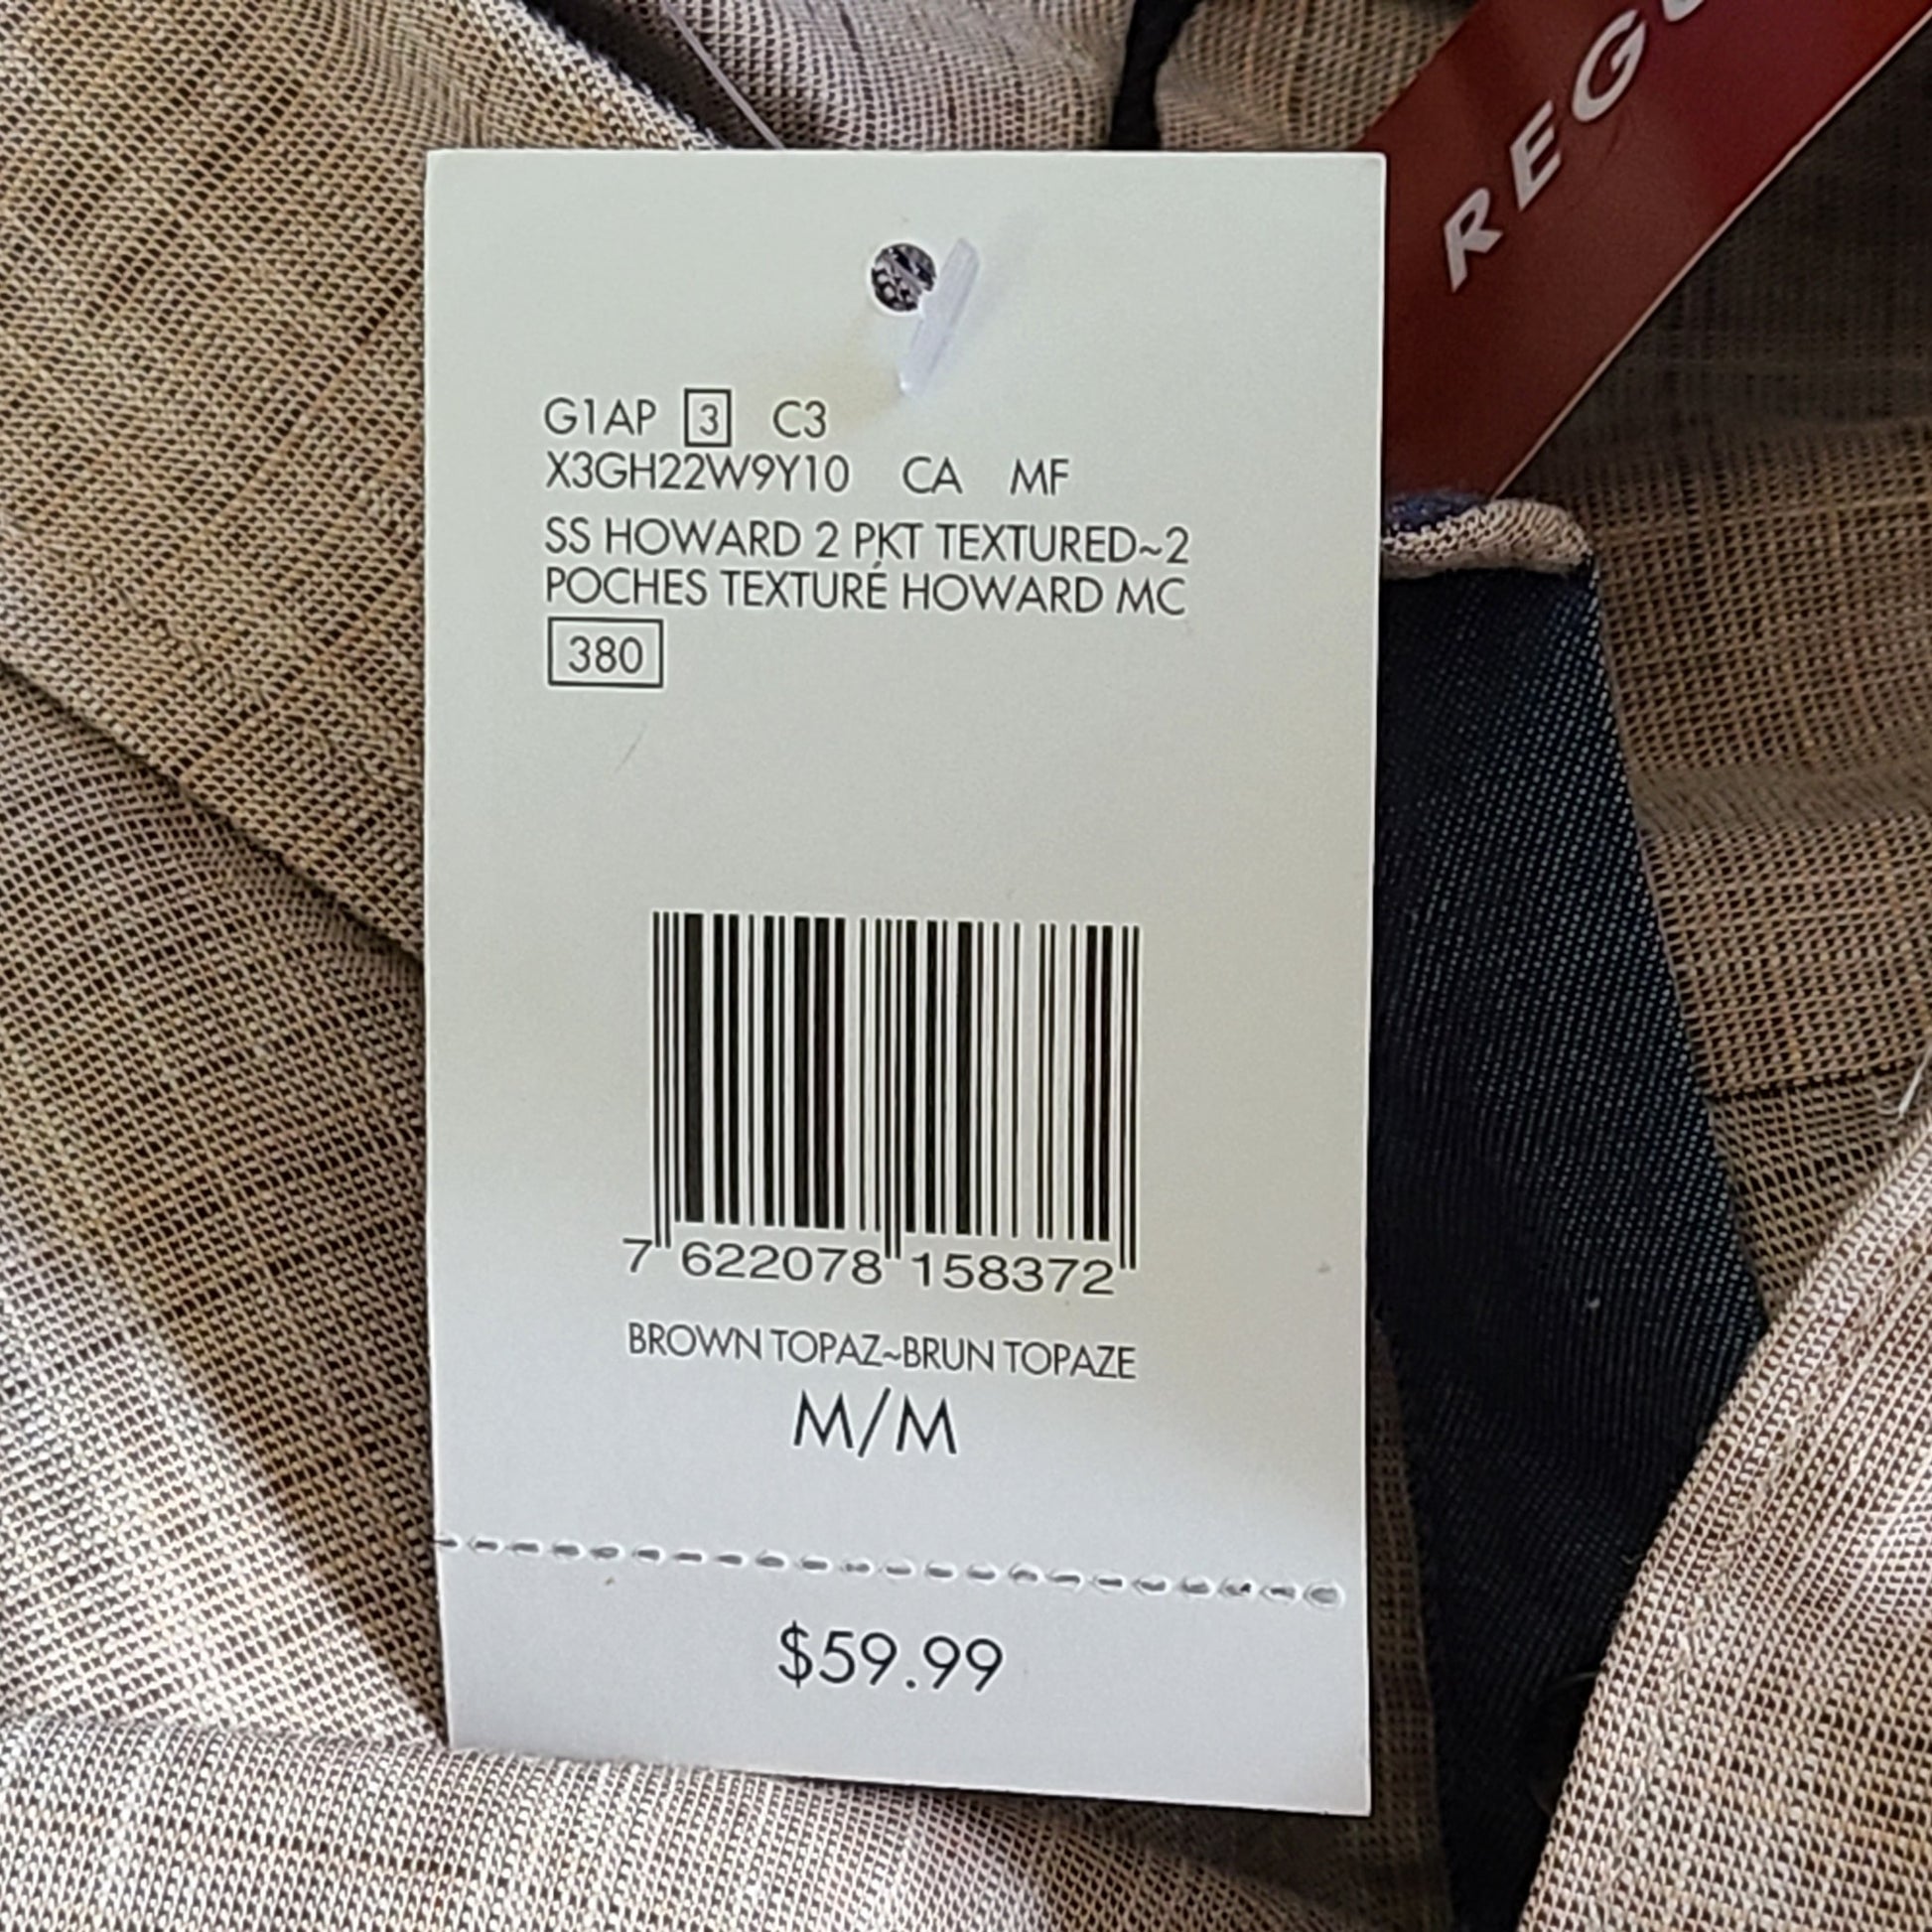 REG
G1AP 3 C3
X3GH22W9Y10 CA MF
SS HOWARD 2 PKT TEXTURED~2
POCHES TEXTURÉ HOWARD MC
380
7 622078 158372
BROWN TOPAZ~BRUN TOPAZE
M/M
$59.99